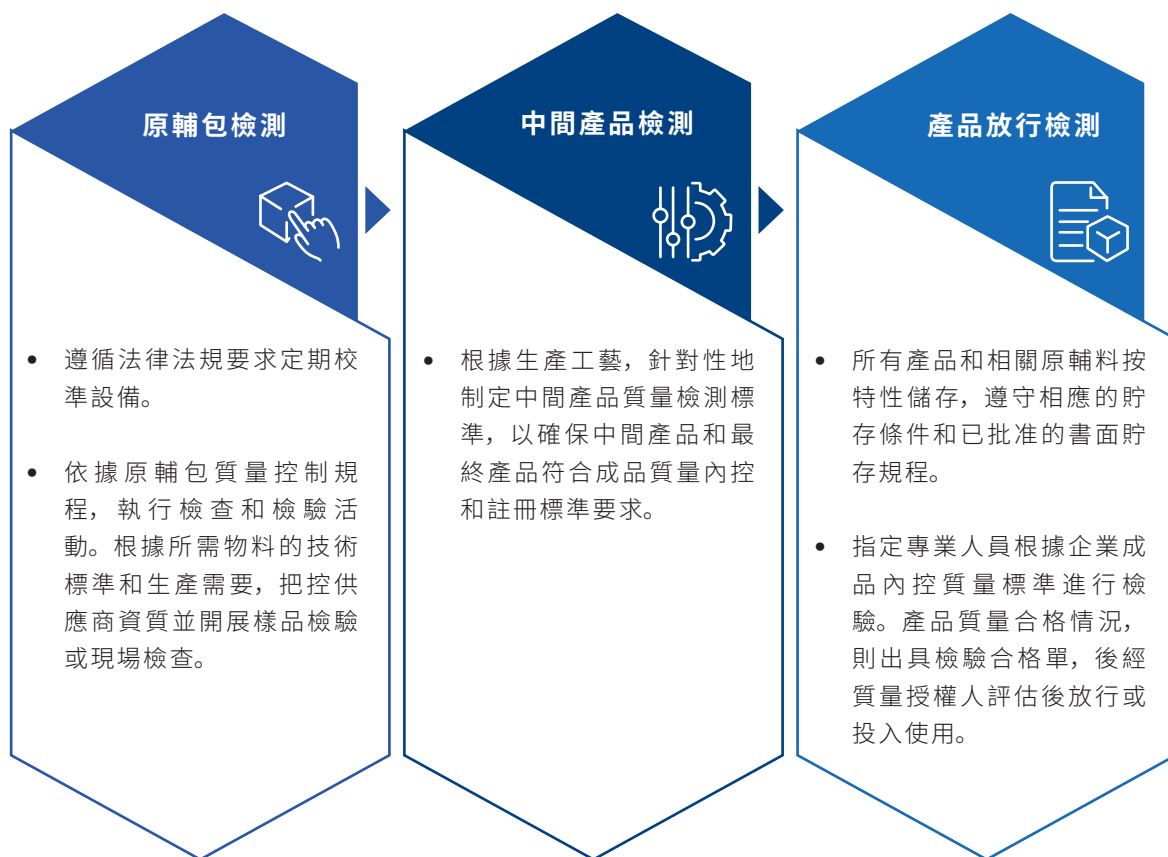 原輔包檢測
• 遵循法律法規要求定期校
準設備。
• 依據原輔包質量控制規
程，執行檢查和檢驗活
動。根據所需物料的技術
標準和生產需要，把控供
應商資質並開展樣品檢驗
或現場檢查。
中間產品檢測
• 根據生產工藝，針對性地
制定中間產品質量檢測標
準，以確保中間產品和最
終產品符合成品質量內控
和註冊標準要求。
產品放行檢測
• 所有產品和相關原輔料按
特性儲存，遵守相應的貯
存條件和已批准的書面貯
存規程。
• 指定專業人員根據企業成
品內控質量標準進行檢
驗。產品質量合格情況，
則出具檢驗合格單，後經
質量授權人評估後放行或
投入使用。